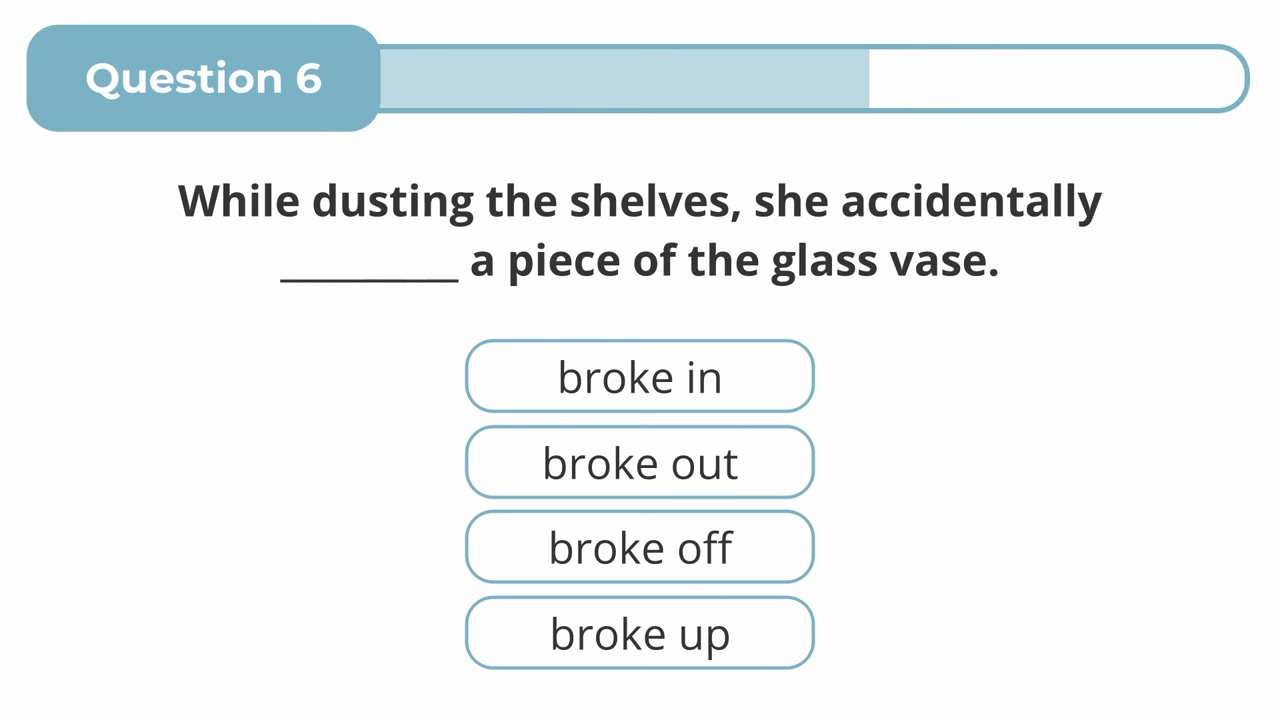 Question 6
While dusting the shelves, she accidentally
__________ a piece of the glass vase.
broke in
broke out
broke off
broke up